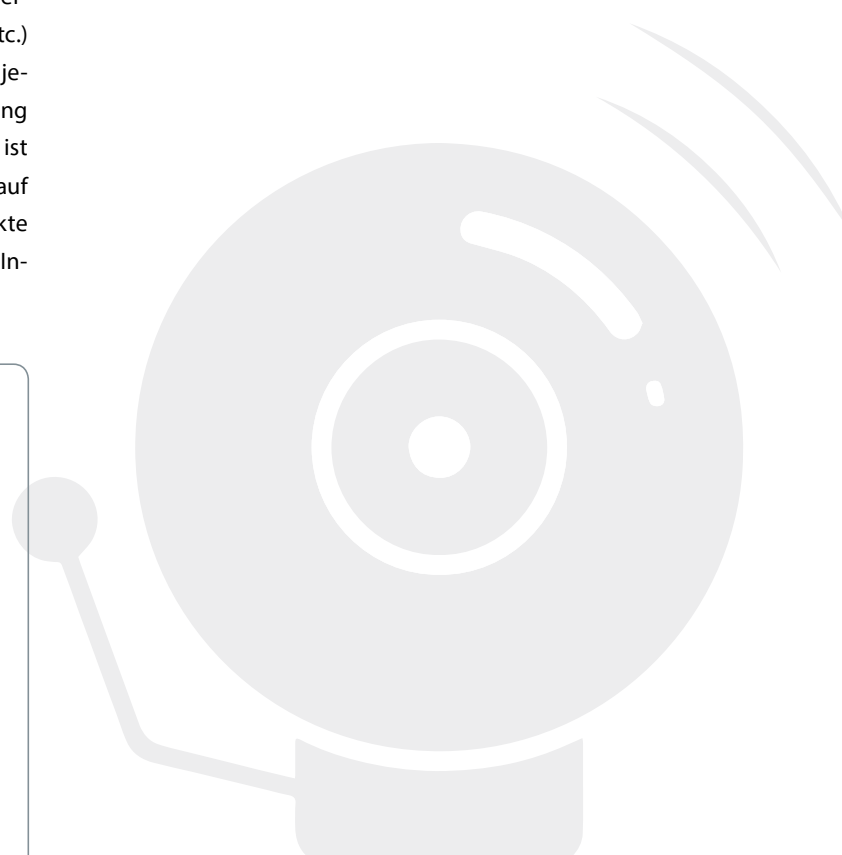 tc.)
je-
ng
ist
auf
kte
In-